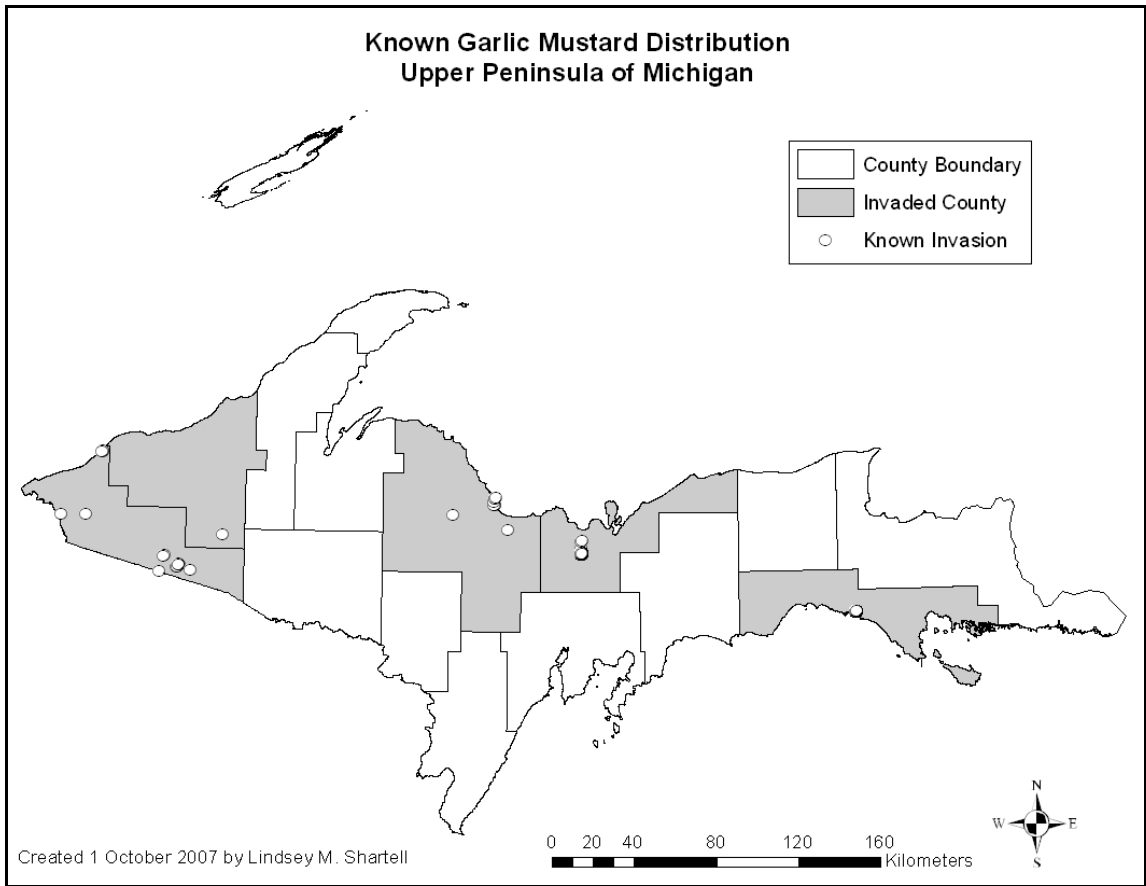 Known Garlic Mustard Distribution
Upper Peninsula of Michigan
County Boundary
Invaded County
Known Invasion
N
W E
S
0 20 40 80 120 160
Kilometers
Created 1 October 2007 by Lindsey M. Shartell